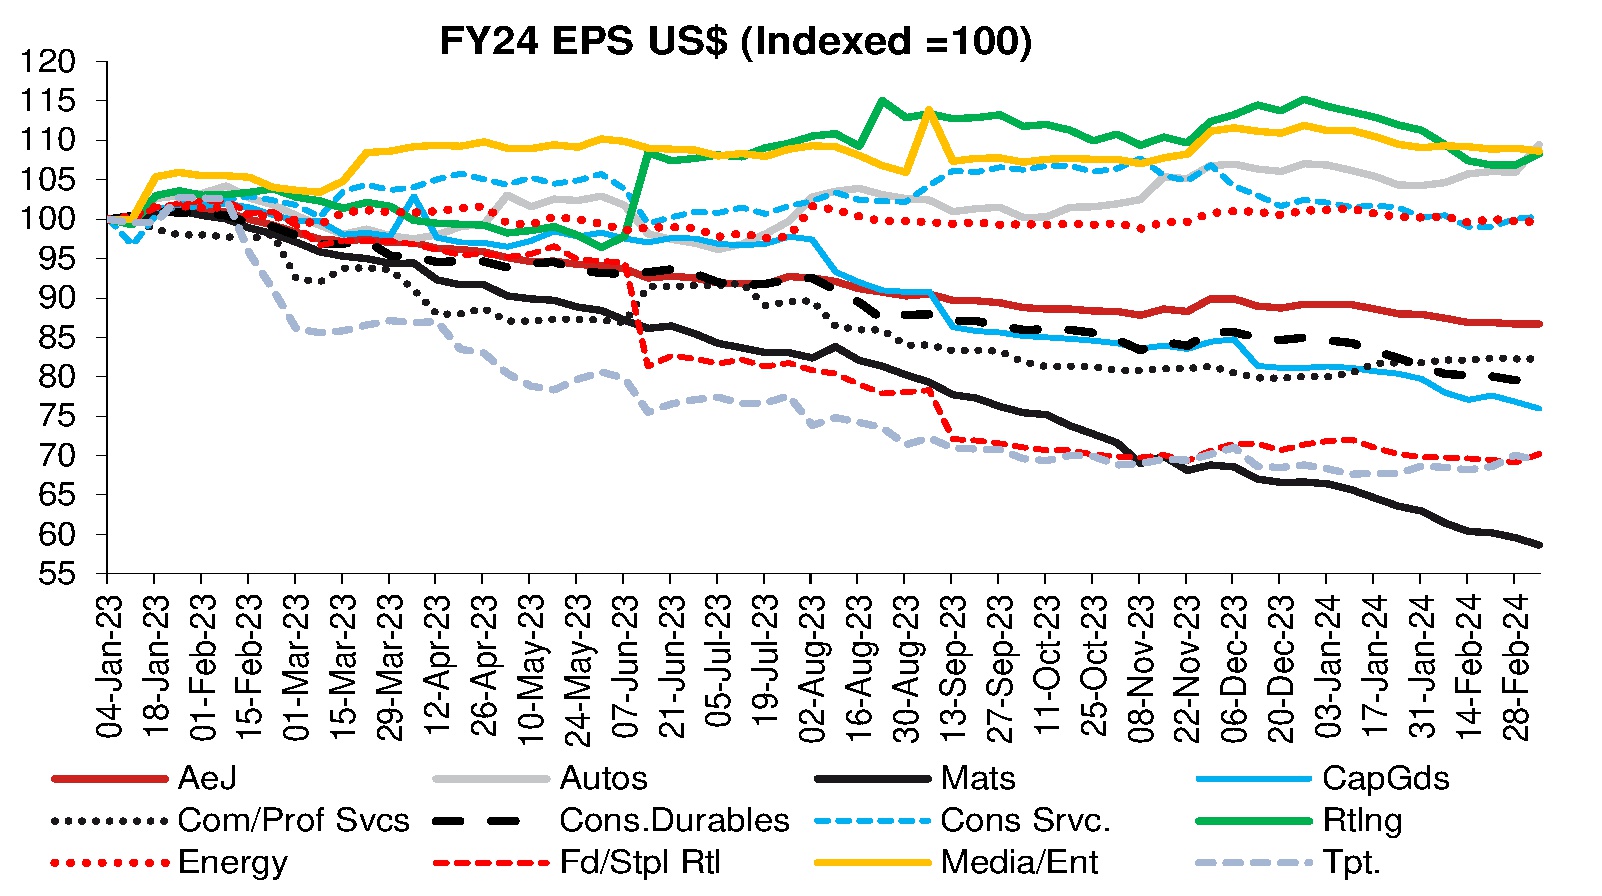 FY24 EPS US$ (Indexed =100)
120
115
110
105
100
95
90
85
80
75
70
65
60
55
04-Jan-23
18-Jan-23
01-Feb-23
15-Feb-23
01-Mar-23
15-Mar-23
29-Mar-23
12-Apr-23
26-Apr-23
10-May-23
24-May-23
07-Jun-23
21-Jun-23
05-Jul-23
19-Jul-23
02-Aug-23
16-Aug-23
30-Aug-23
13-Sep-23
27-Sep-23
11-Oct-23
25-Oct-23
08-Nov-23
22-Nov-23
06-Dec-23
20-Dec-23
03-Jan-24
17-Jan-24
31-Jan-24
14-Feb-24
28-Feb-24
AeJ Autos Mats CapGds
Com/Prof Svcs Cons.Durables Cons Srvc. Rtlng
Energy Fd/Stpl Rtl Media/Ent Tpt.